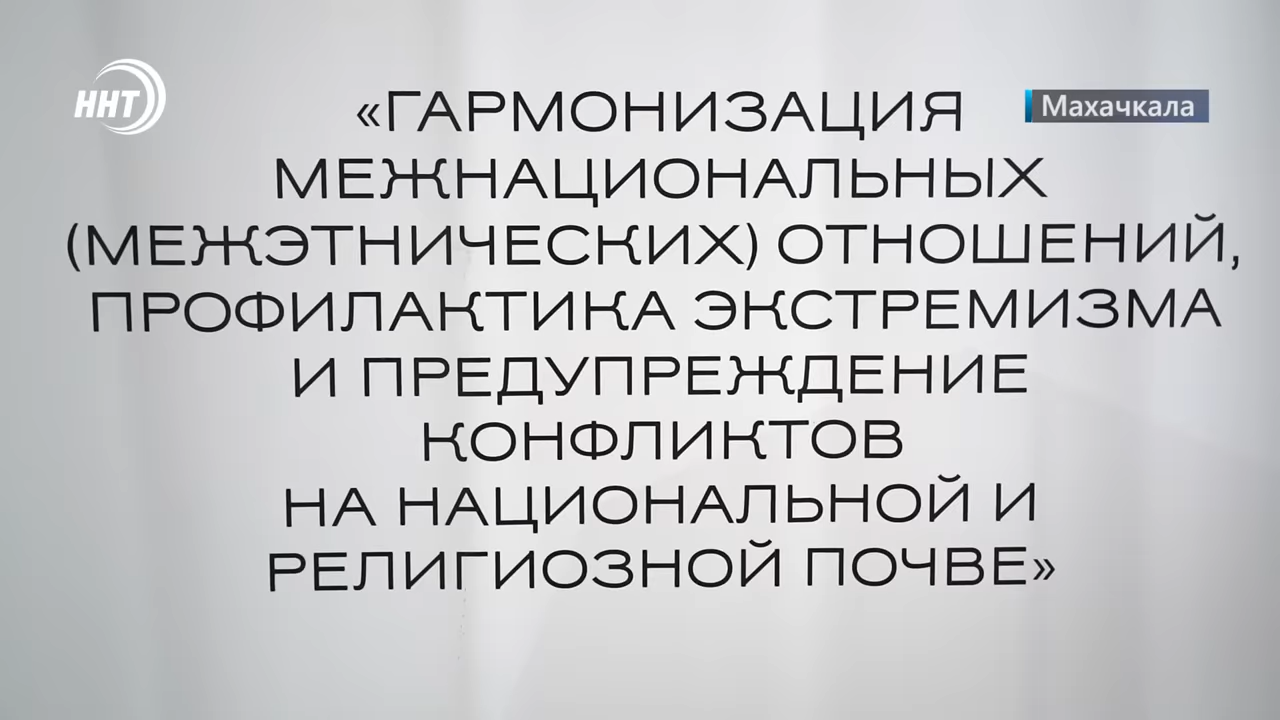 ННТ
Махачкала
«ГАРМОНИЗАЦИЯ
МЕЖНАЦИОНАЛЬНЫХ
(МЕЖЭТНИЧЕСКИХ) ОТНОШЕНИЙ,
ПРОФИЛАКТИКА ЭКСТРЕМИЗМА
И ПРЕДУПРЕЖДЕНИЕ
КОНФЛИКТОВ
НА НАЦИОНАЛЬНОЙ И
РЕЛИГИОЗНОЙ ПОЧВЕ»